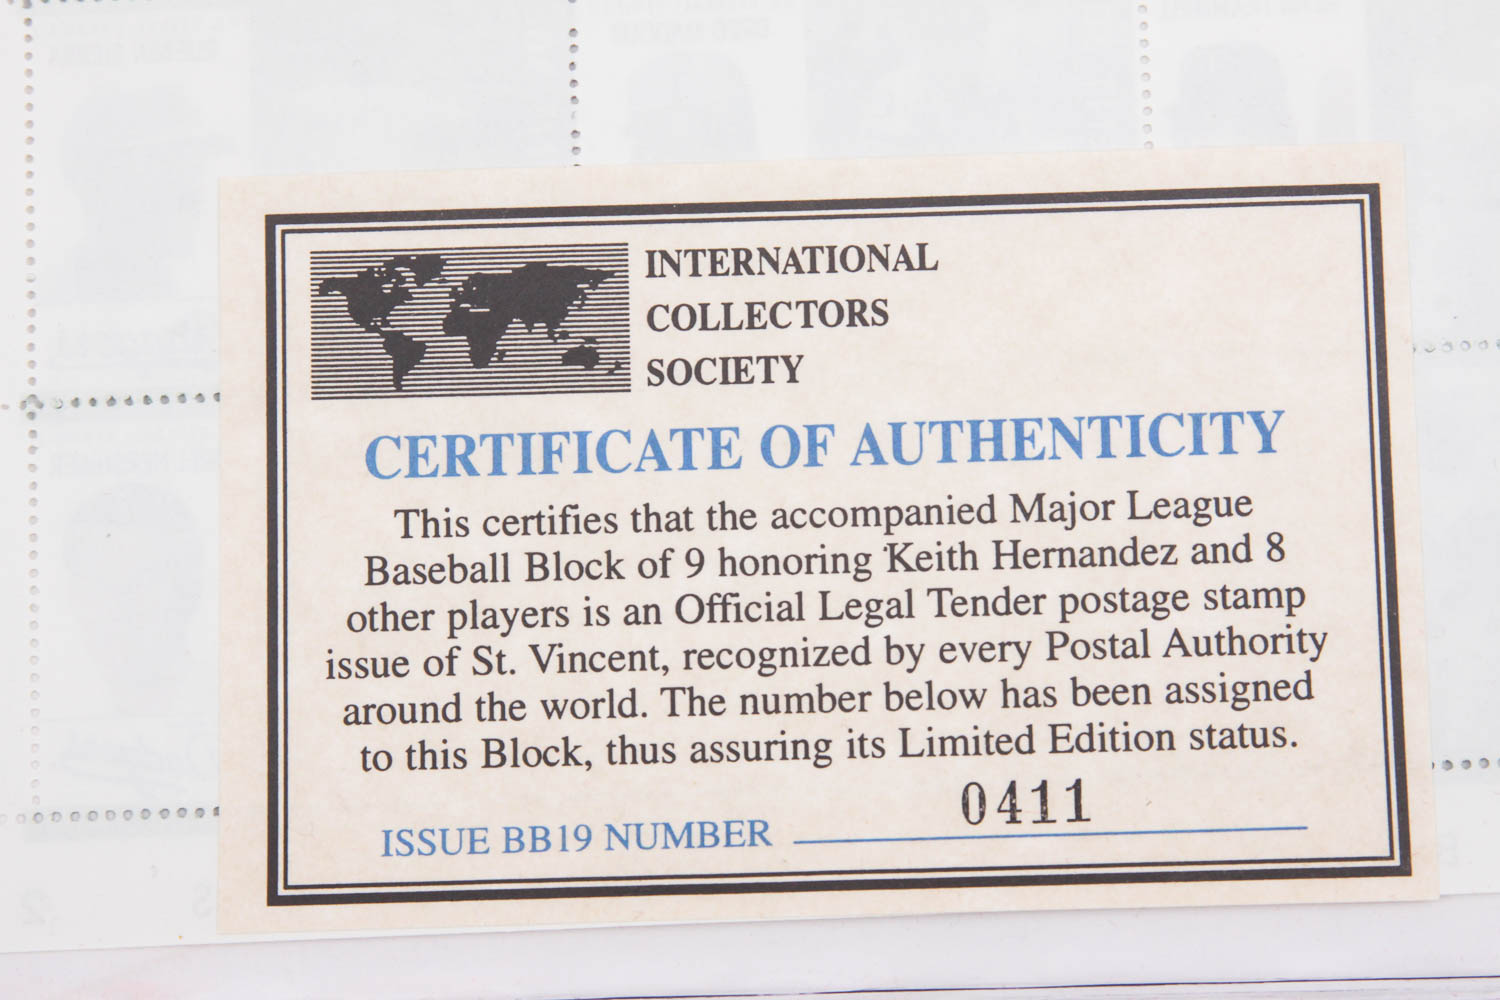 INTERNATIONAL
COLLECTORS
SOCIETY
CERTIFICATE OF AUTHENTICITY
This certifies that the accompanied Major League
Baseball Block of 9 honoring Keith Hernandez and 8
other players is an Official Legal Tender postage stamp
issue of St. Vincent, recognized by every Postal Authority
around the world. The number below has been assigned
to this Block, thus assuring its Limited Edition status.
ISSUE BB19 NUMBER 0411